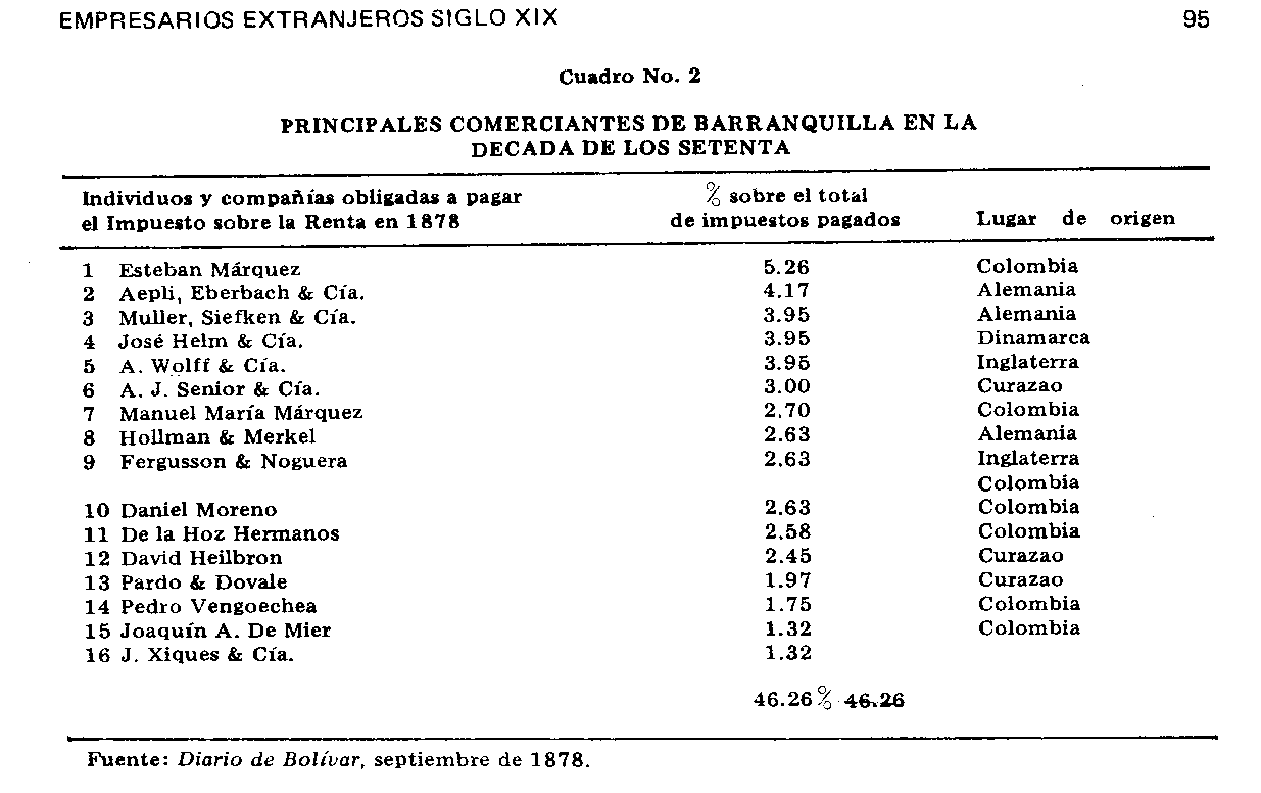 EMPRESARIOS EXTRANJEROS SIGLO XIX 95
Cuadro No. 2
PRINCIPALES COMERCIANTES DE BARRANQUILLA EN LA
DECADA DE LOS SETENTA
Individuos y compañías obligadas a pagar % sobre el total
el Impuesto sobre la Renta en 1878 de impuestos pagados Lugar de origen
1 Esteban Márquez 5.26 Colombia
2 Aepli, Eberbach & Cía. 4.17 Alemania
3 Muller, Siefken & Cía. 3.95 Alemania
4 José Helm & Cía. 3.95 Dinamarca
5 A. Wolff & Cía. 3.95 Inglaterra
6 A. J. Senior & Cía. 3.00 Curazao
7 Manuel María Márquez 2.70 Colombia
8 Hollman & Merkel 2.63 Alemania
9 Fergusson & Noguera 2.63 Inglaterra
Colombia
10 Daniel Moreno 2.63 Colombia
11 De la Hoz Hermanos 2.58 Colombia
12 David Heilbron 2.45 Curazao
13 Pardo & Dovale 1.97 Curazao
14 Pedro Vengoechea 1.75 Colombia
15 Joaquín A. De Mier 1.32 Colombia
16 J. Xiques & Cía. 1.32
46.26% 46.26
Fuente: Diario de Bolívar, septiembre de 1878.